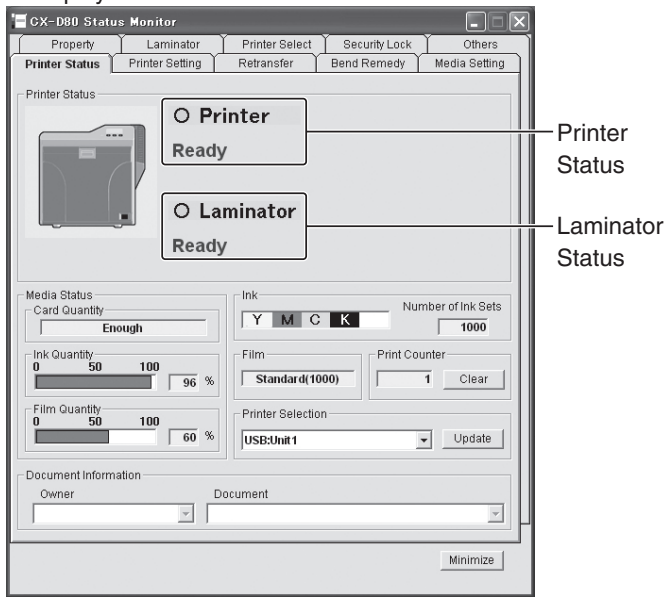 CX-D80 Status Monitor
Property Laminator Printer Select Security Lock Others
Printer Status Printer Setting Retransfer Bend Remedy Media Setting
Printer Status
Printer
Ready
Printer
Status
Laminator
Ready
Laminator
Status
Media Status
Card Quantity
Enough
Ink
Y M C K
Number of Ink Sets
1000
Ink Quantity
0 50 100
96 %
Film
Standard(1000)
Print Counter
1 Clear
Film Quantity
0 50 100
60 %
Printer Selection
USB:Unit1 Update
Document Information
Owner Document
Minimize